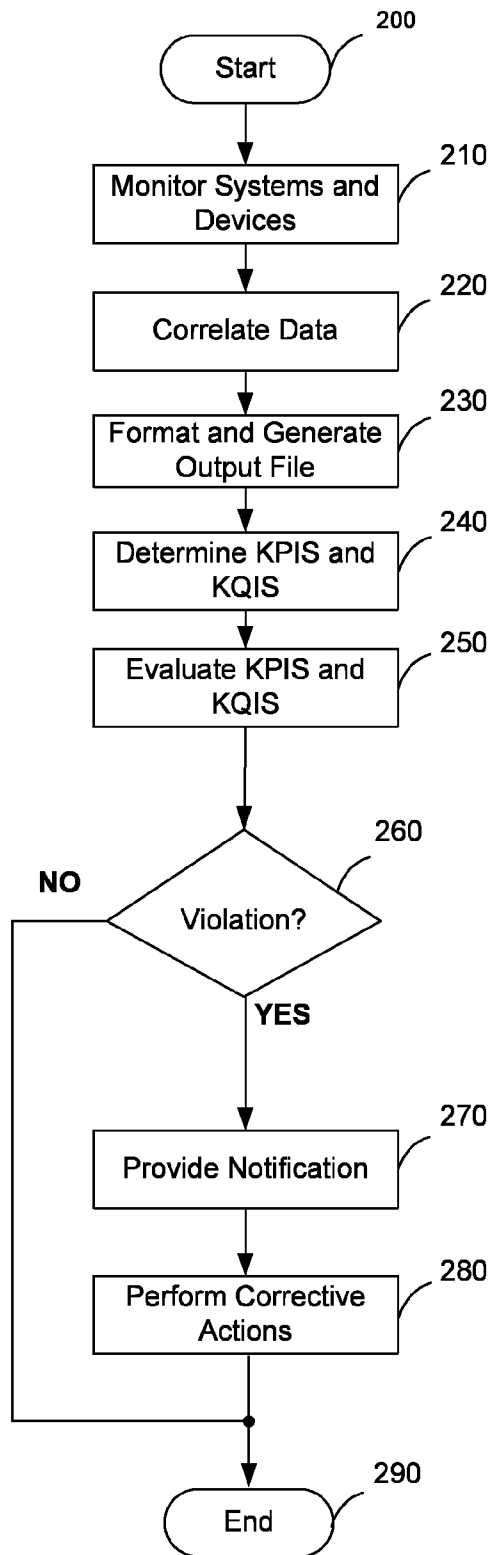 200
Start
210
Monitor Systems and
Devices
220
Correlate Data
230
Format and Generate
Output File
240
Determine KPIS and
KQIS
250
Evaluate KPIS and
KQIS
260
NO
Violation?
YES
270
Provide Notification
280
Perform Corrective
Actions
290
End